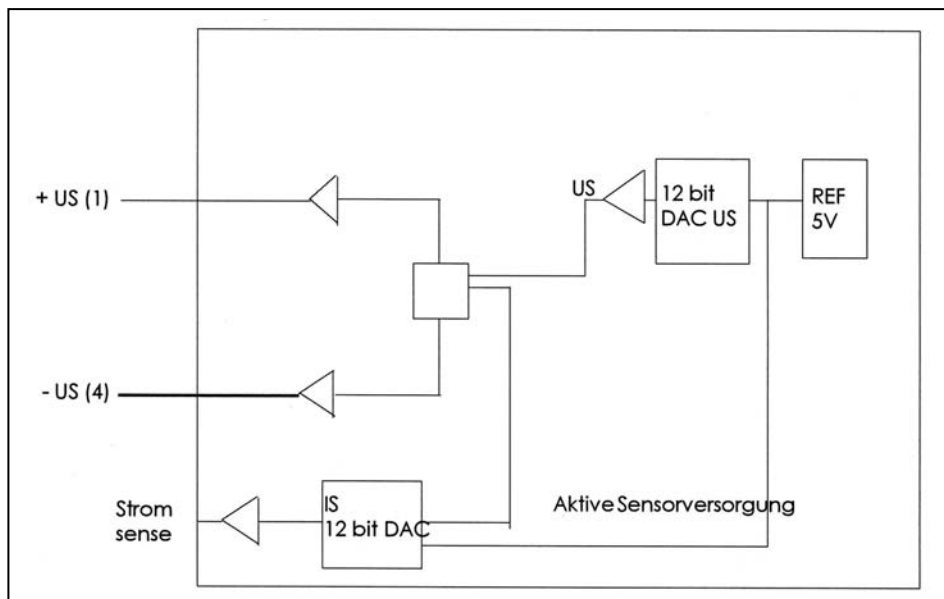 + US (1)
US
12 bit
DAC US
REF
5V
- US (4)
Strom
sense
IS
12 bit DAC
Aktive Sensorversorgung